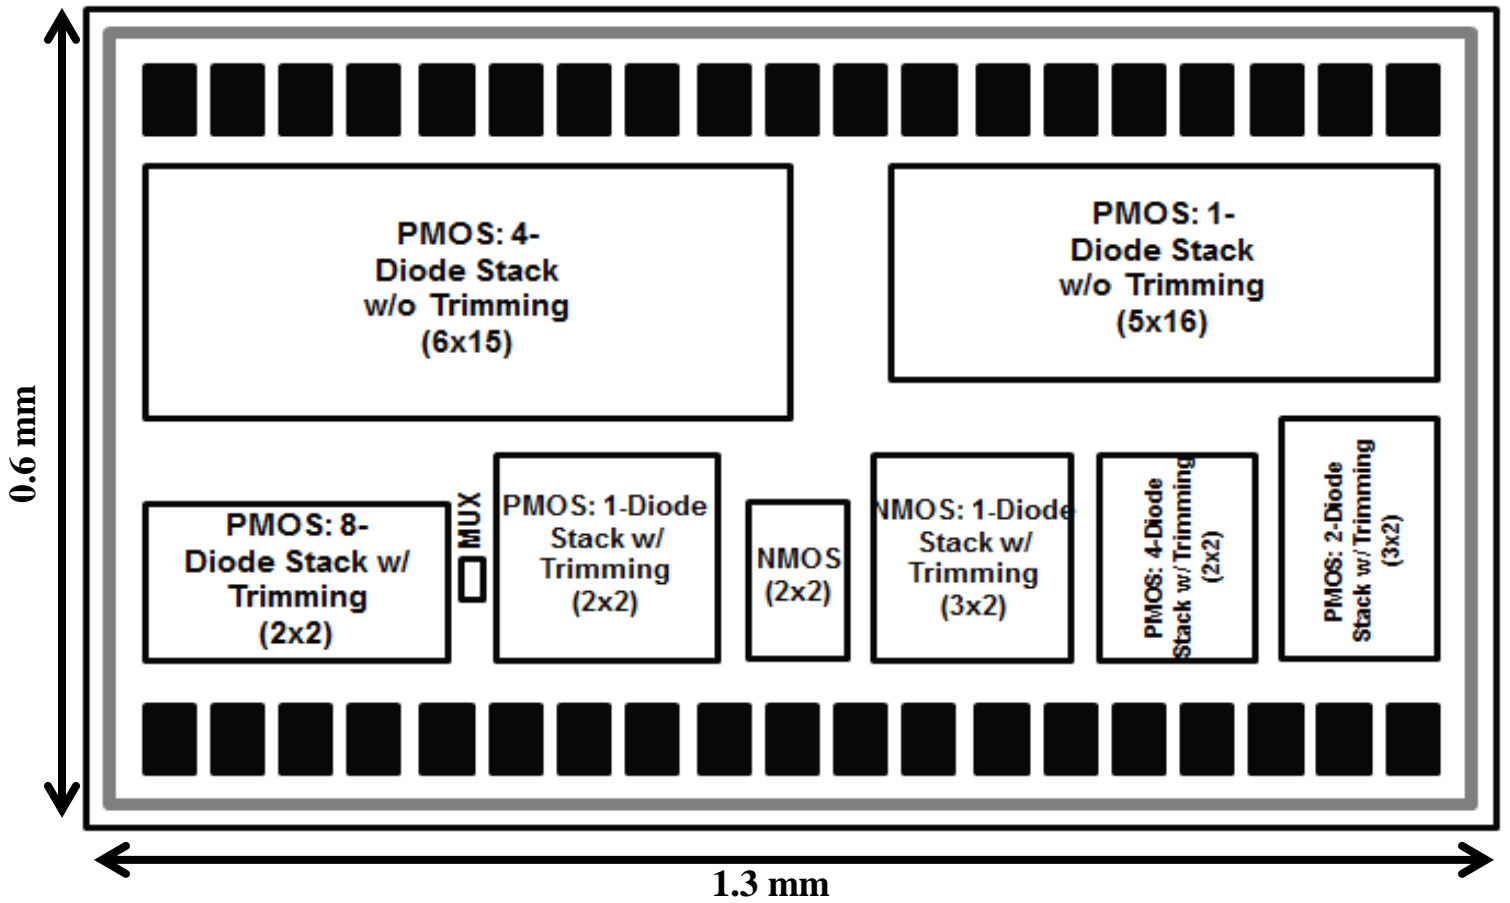 PMOS: 4-
Diode Stack
w/o Trimming
(6x15)
PMOS: 1-
Diode Stack
w/o Trimming
(5x16)
0.6 mm
PMOS: 8-
Diode Stack w/
Trimming
(2x2)
MUX
PMOS: 1-Diode
Stack w/
Trimming
(2x2)
NMOS
(2x2)
NMOS: 1-Diode
Stack w/
Trimming
(3x2)
PMOS: 4-Diode
Stack w/ Trimming
(2x2)
PMOS: 2-Diode
Stack w/ Trimming
(3x2)
1.3 mm